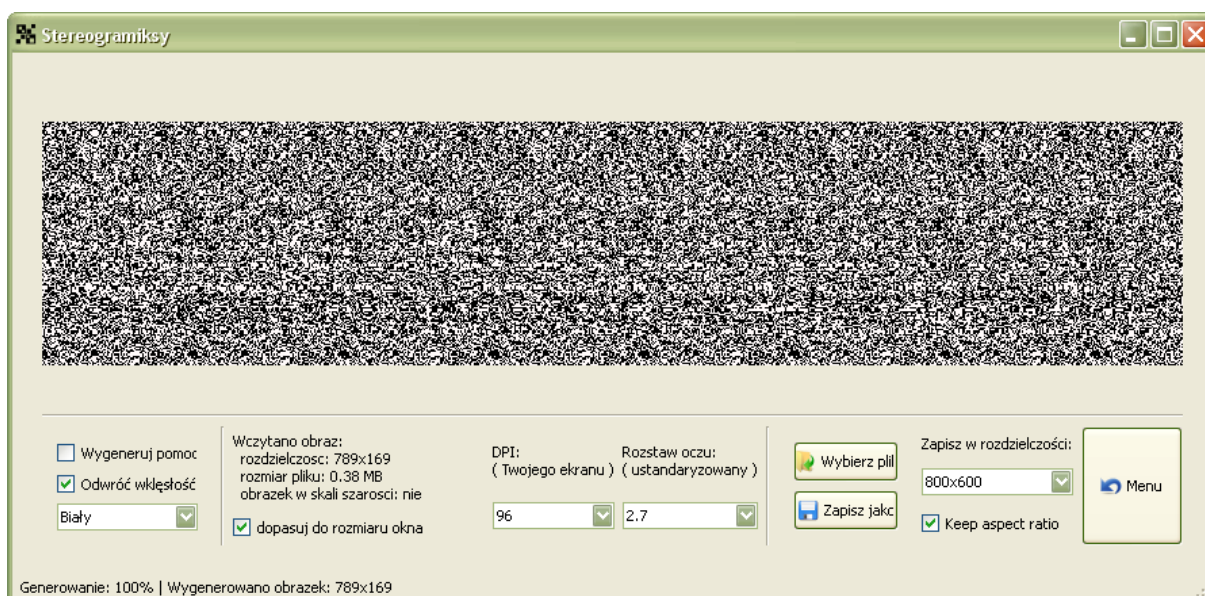 Stereogramiksy
Wygeneruj pomoc
Odwróć wklęsłość
Biały
Wczytano obraz:
rozdzielczosc: 789x169
rozmiar pliku: 0.38 MB
obrazek w skali szarosci: nie
dopasuj do rozmiaru okna
DPI:
( Twojego ekranu )
96
Rozstaw oczu:
( ustandaryzowany )
2.7
Wybierz plil
Zapisz jakc
Zapisz w rozdzielczości:
800x600
Keep aspect ratio
Menu
Generowanie: 100% | Wygenerowano obrazek: 789x169